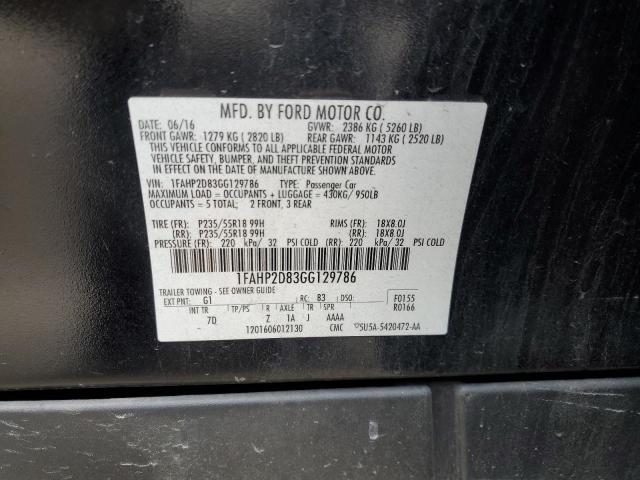 MFD. BY FORD MOTOR CO.
DATE: 06/16 GVWR: 2386 KG ( 5260 LB)
FRONT GAWR: 1279 KG ( 2820 LB) REAR GAWR: 1143 KG ( 2520 LB)
THIS VEHICLE CONFORMS TO ALL APPLICABLE FEDERAL MOTOR
VEHICLE SAFETY, BUMPER, AND THEFT PREVENTION STANDARDS IN
EFFECT ON THE DATE OF MANUFACTURE SHOWN ABOVE.
VIN: 1FAHP2D83GG129786 TYPE: Passenger Car
MAXIMUM LOAD = OCCUPANTS + LUGGAGE = 430KG/ 950LB
OCCUPANTS = 5 TOTAL: 2 FRONT, 3 REAR
TIRE (FR): P235/55R18 99H RIMS (FR): 18X8.0J
(RR): P235/55R18 99H (RR): 18X8.0J
PRESSURE (FR): 220 kPa/ 32 PSI COLD (RR): 220 kPa/ 32 PSI COLD
1FAHP2D83GG129786
TRAILER TOWING - SEE OWNER GUIDE
EXT PNT: G1 RC: 83 DSO: F0155
INT TR TP/PS R AXLE TR SPR R0166
7D Z 1A J AAAA
1201606012130 CMC 5U5A-5420472-AA